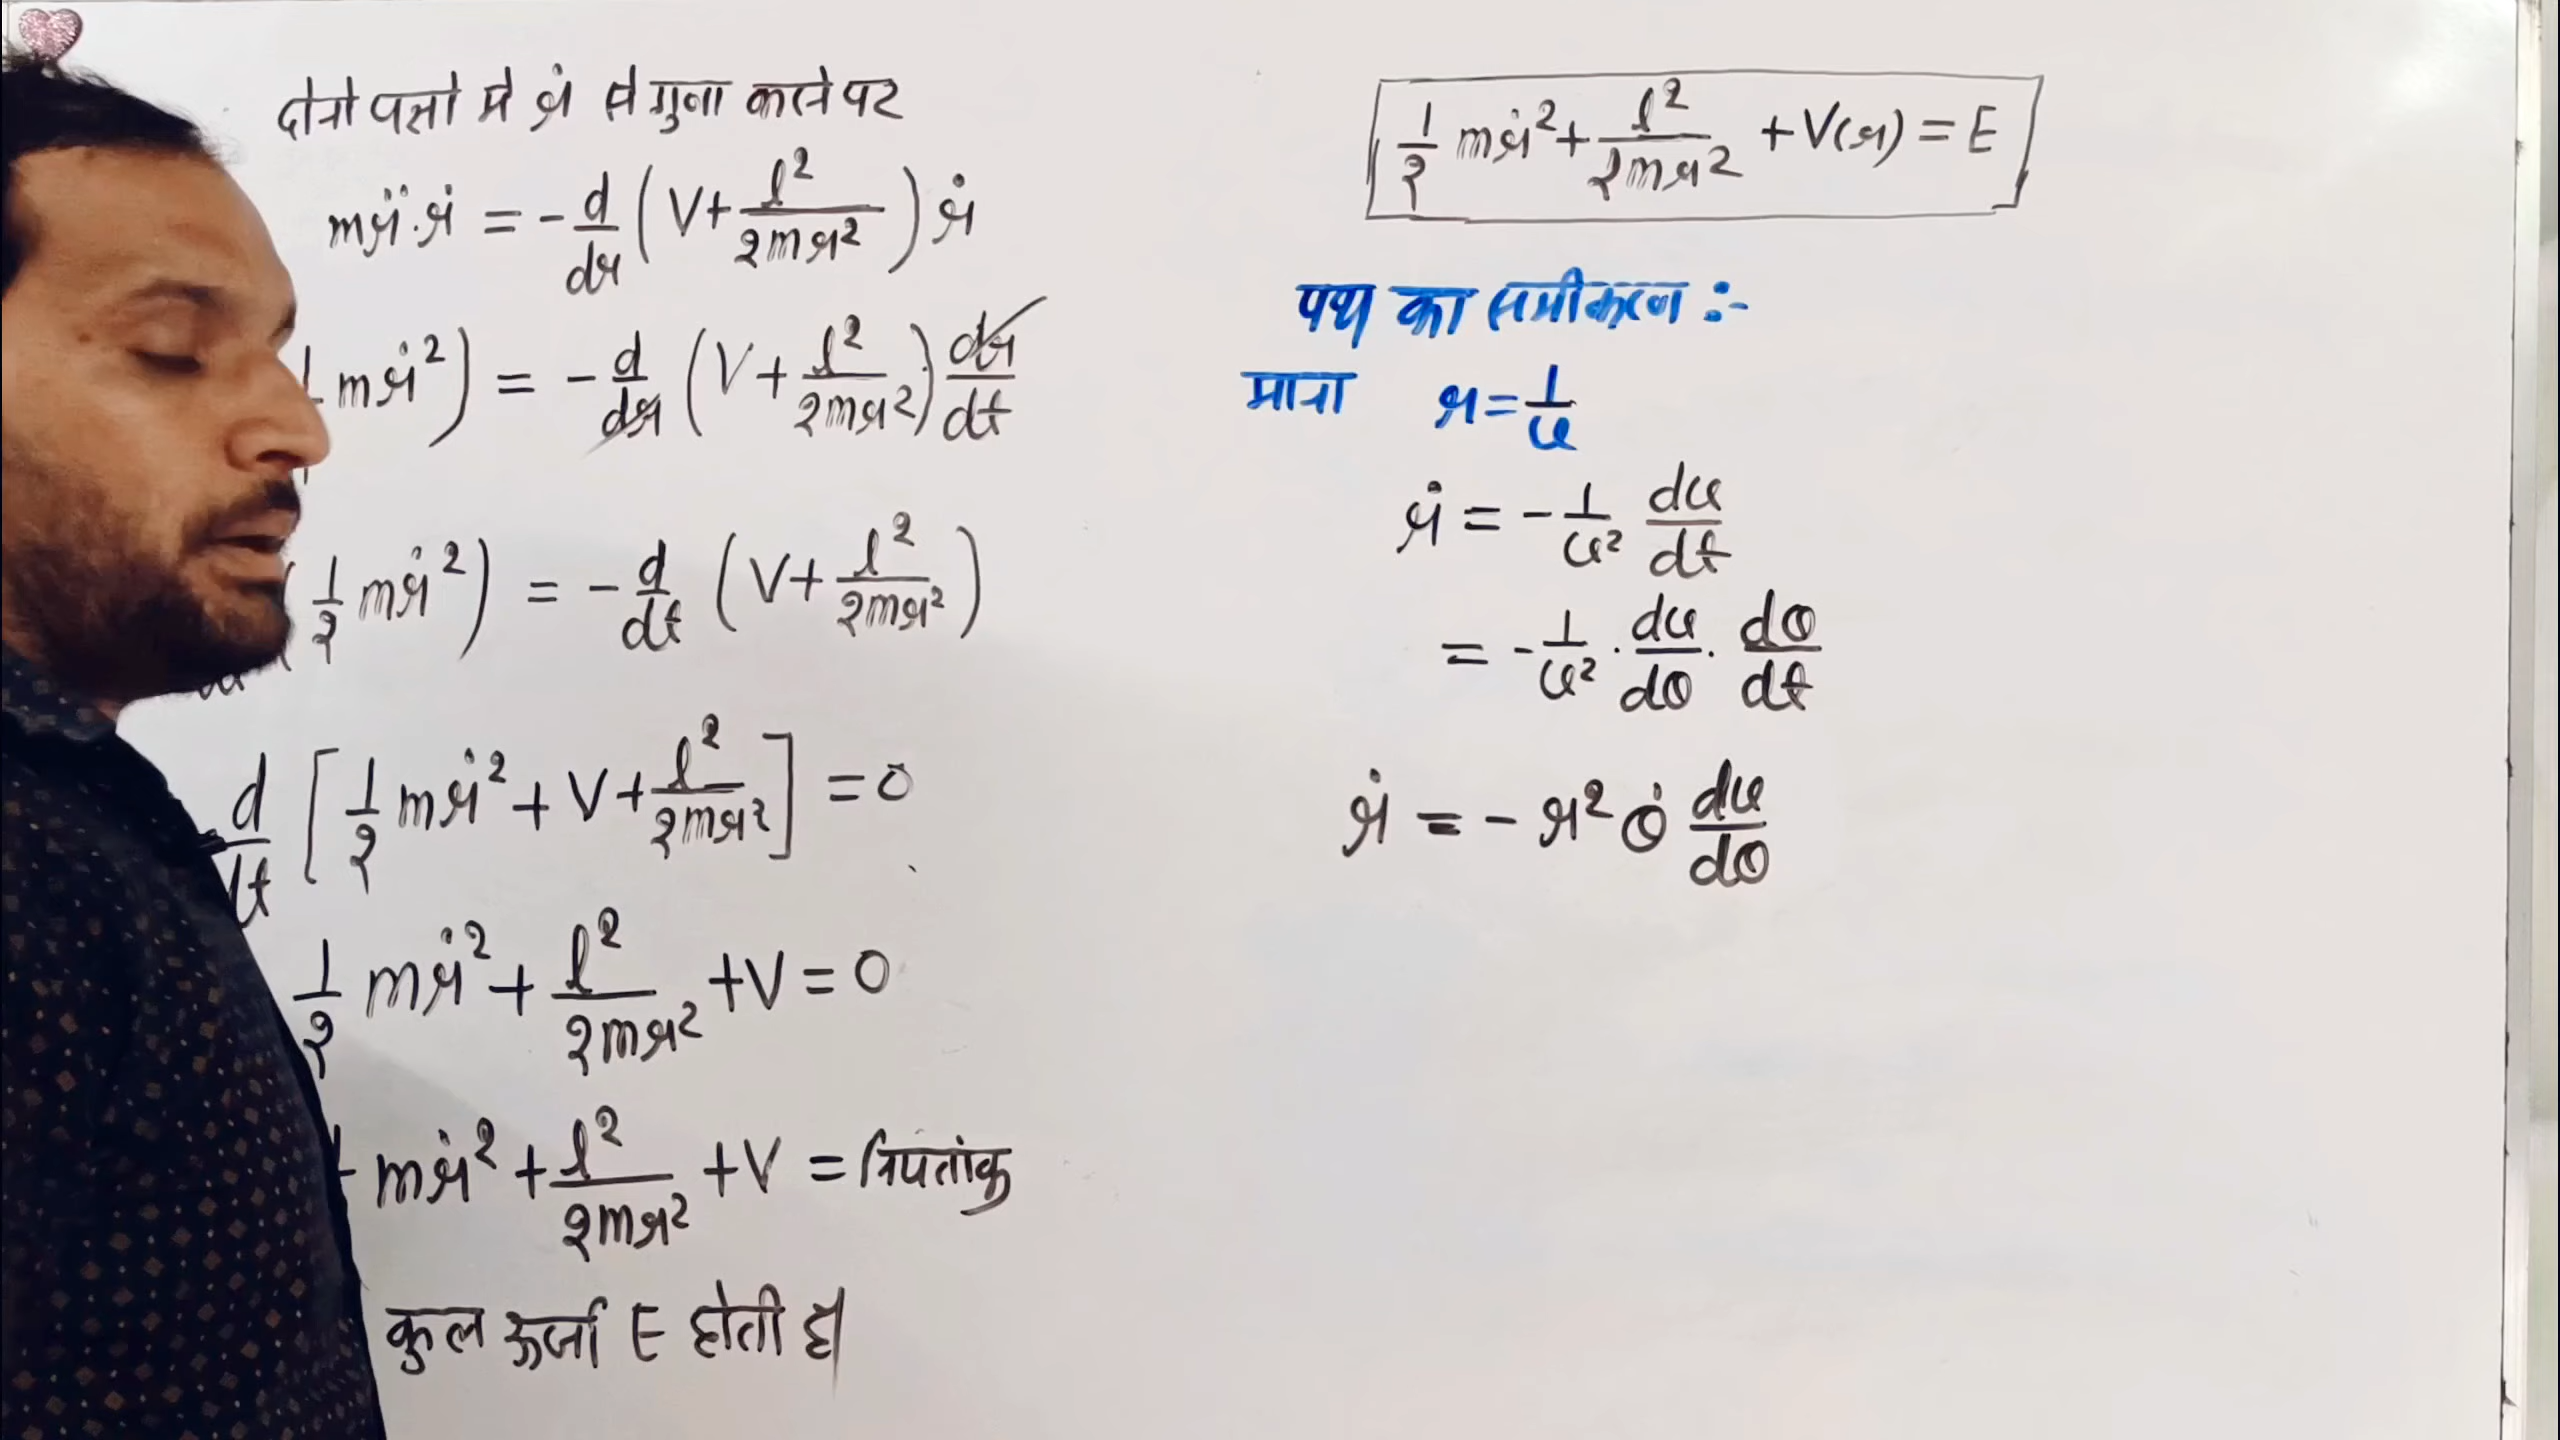 दोनों पक्षों में ṙ से गुना करने पर
mr̈.ṙ = -d/dr (V + l²/2mr²) ṙ
mṙ²) = -d/dr (V + l²/2mr²) dr/dt
(1/2 mṙ²) = -d/dt (V + l²/2mr²)
d/dt [1/2 mṙ² + V + l²/2mr²] = 0
1/2 mṙ² + l²/2mr² + V = 0
mṙ² + l²/2mr² + V = नियतांक
कुल ऊर्जा E होती है।
1/2 mṙ² + l²/2mr² + V(r) = E
पथ का समीकरण :-
माना r = 1/u
ṙ = -1/u² du/dt
= -1/u² . du/dθ . dθ/dt
ṙ = -r² θ̇ du/dθ